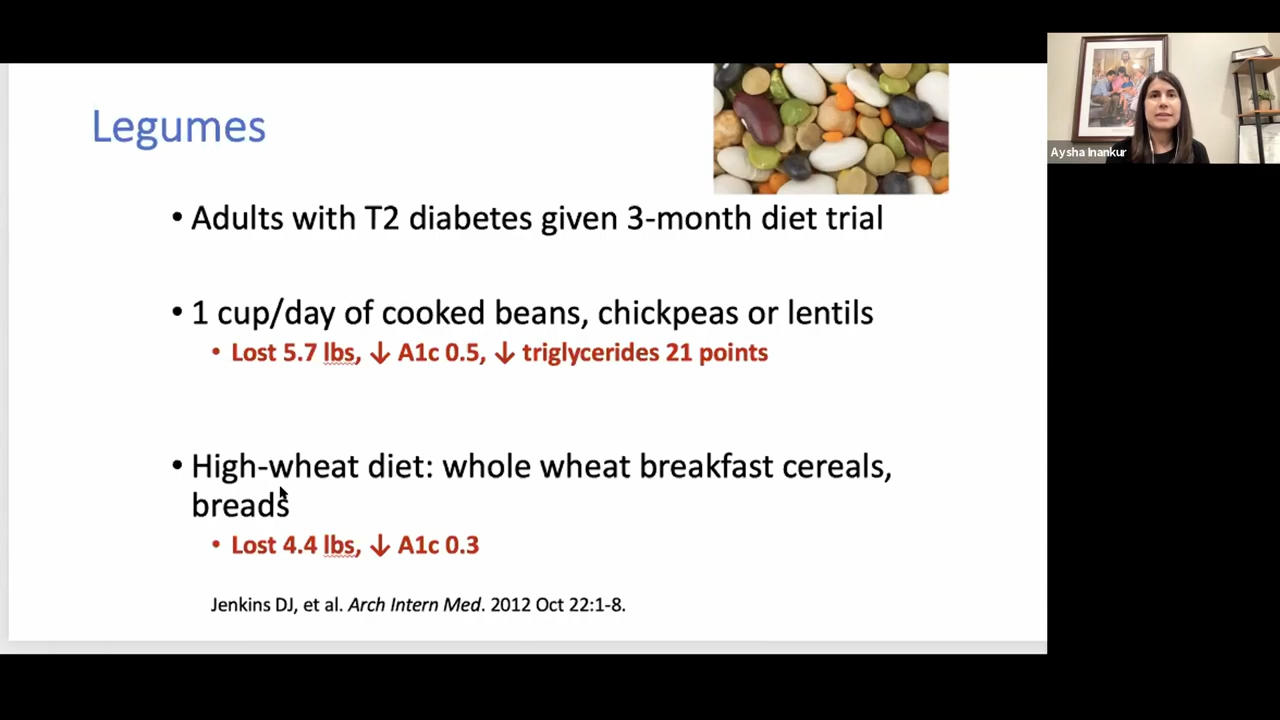 Legumes
• Adults with T2 diabetes given 3-month diet trial
• 1 cup/day of cooked beans, chickpeas or lentils
• Lost 5.7 lbs, ↓ A1c 0.5, ↓ triglycerides 21 points
• High-wheat diet: whole wheat breakfast cereals,
breads
• Lost 4.4 lbs, ↓ A1c 0.3
Jenkins DJ, et al. Arch Intern Med. 2012 Oct 22:1-8.
Aysha Inankur